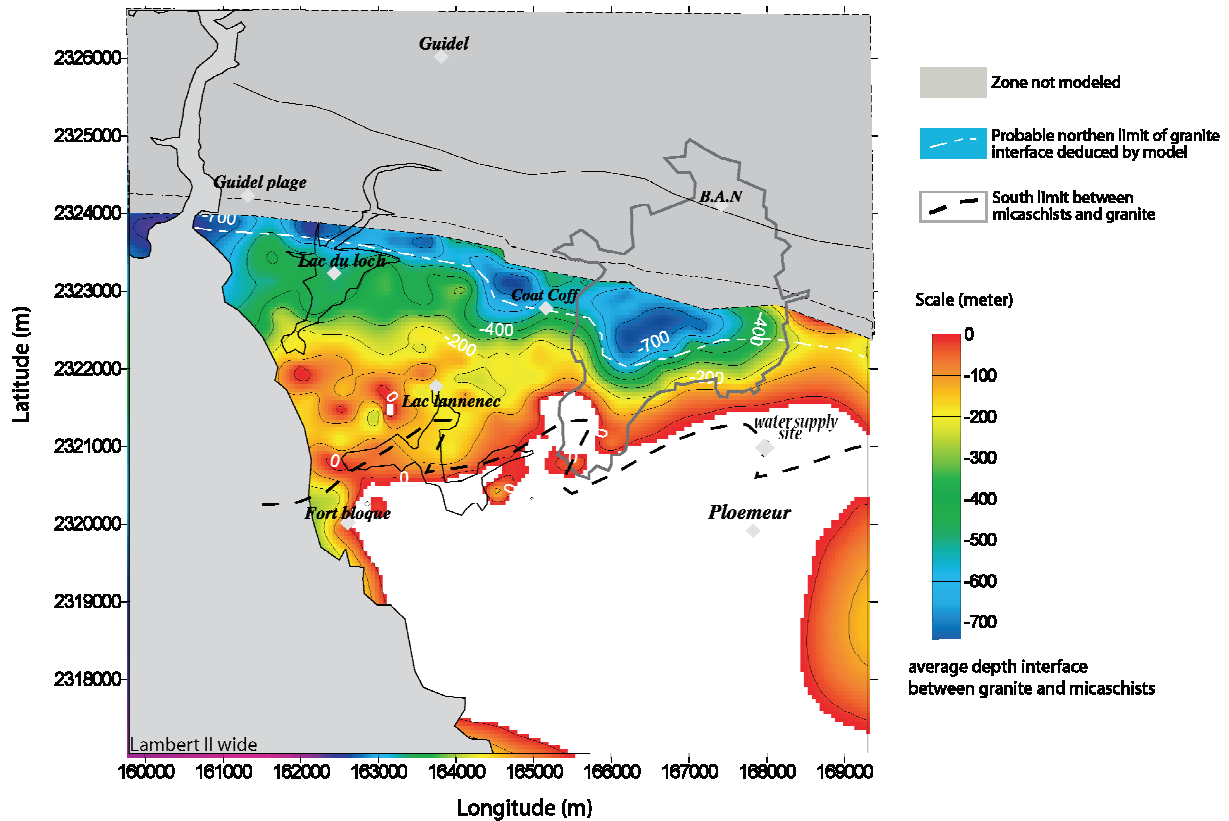 Guidel
2326000
2325000
2324000
2323000
2322000
2321000
2320000
2319000
2318000
Latitude (m)
Guidel plage
B.A.N
-700
Lac du loch
Coat Coff
-400
-200
-700
-400
-200
0
Lac lannenec
0
0
0
0
0
water supply
site
Fort bloque
Ploemeur
Lambert II wide
160000 161000 162000 163000 164000 165000 166000 167000 168000 169000
Longitude (m)
Zone not modeled
Probable northen limit of granite
interface deduced by model
South limit between
micaschists and granite
Scale (meter)
0
-100
-200
-300
-400
-500
-600
-700
average depth interface
between granite and micaschists